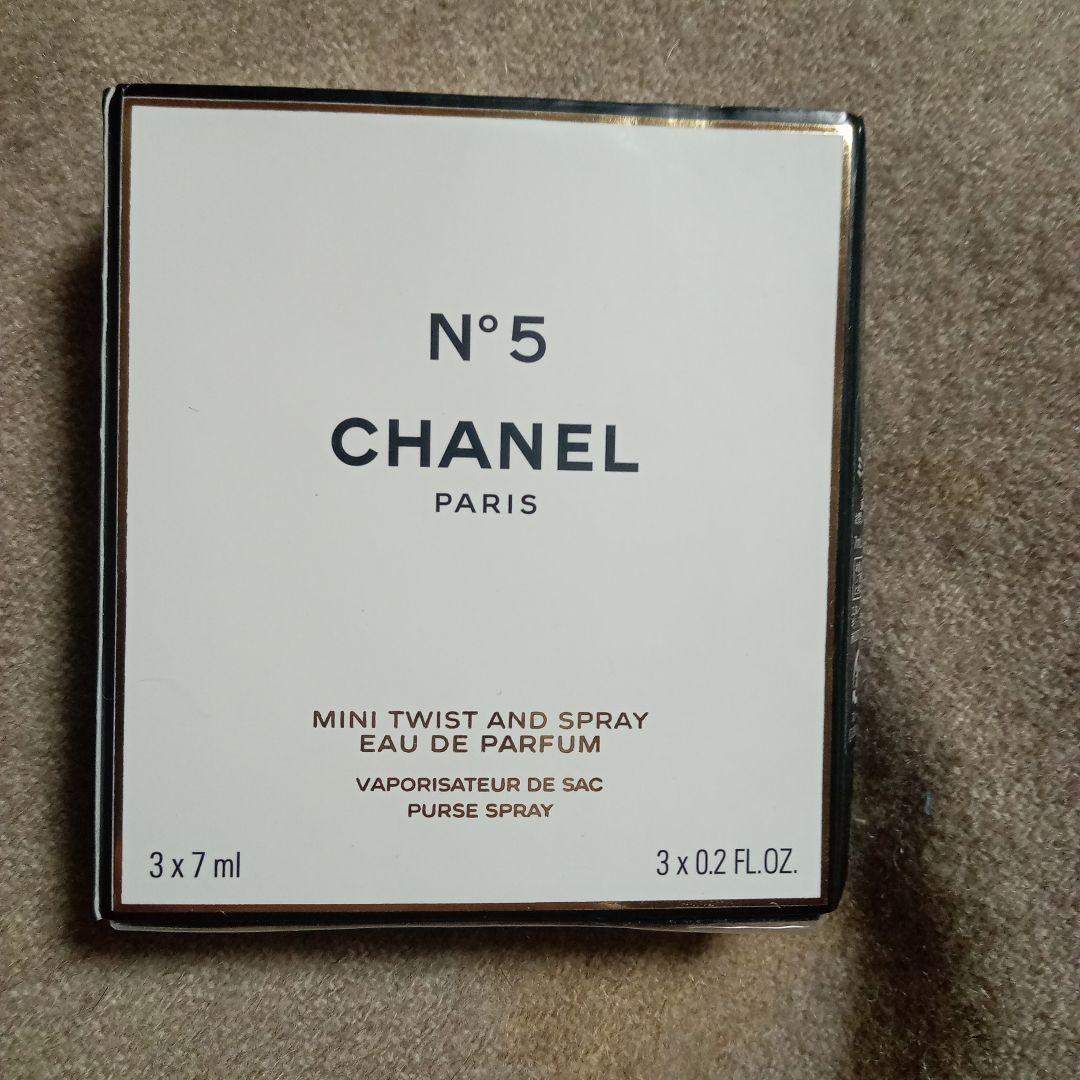 N° 5
CHANEL
PARIS
MINI TWIST AND SPRAY
EAU DE PARFUM
VAPORISATEUR DE SAC
PURSE SPRAY
3 x 7 ml
3 x 0.2 FL.OZ.